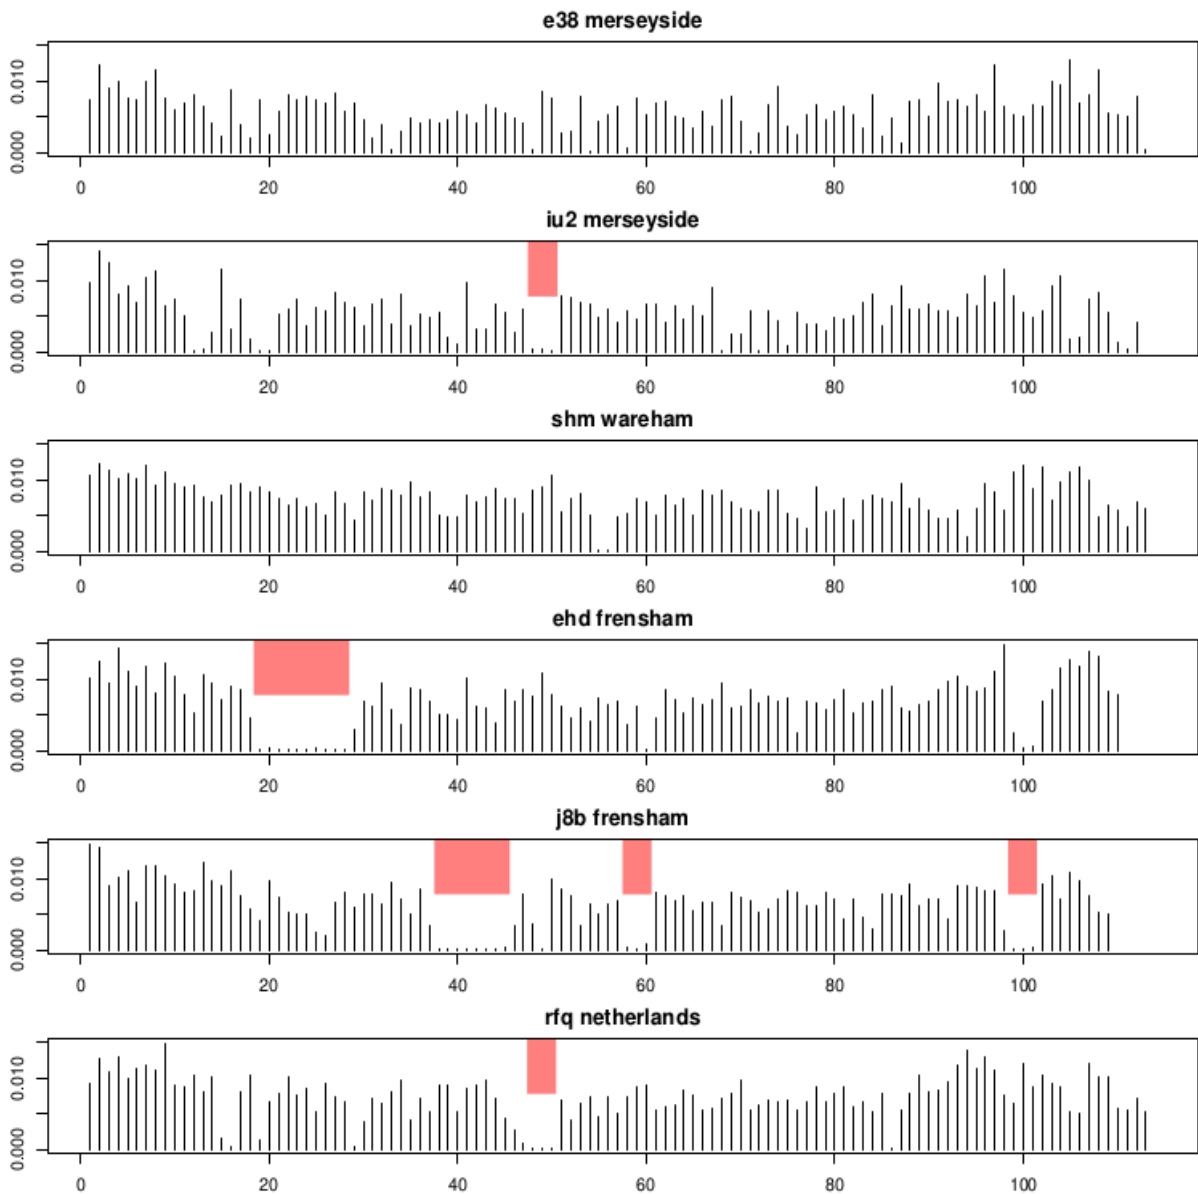 e38 merseyside
0.010
0.000
0 20 40 60 80 100
iu2 merseyside
0.010
0.000
0 20 40 60 80 100
shm wareham
0.010
0.000
0 20 40 60 80 100
ehd frensham
0.010
0.000
0 20 40 60 80 100
j8b frensham
0.010
0.000
0 20 40 60 80 100
rfq netherlands
0.010
0.000
0 20 40 60 80 100